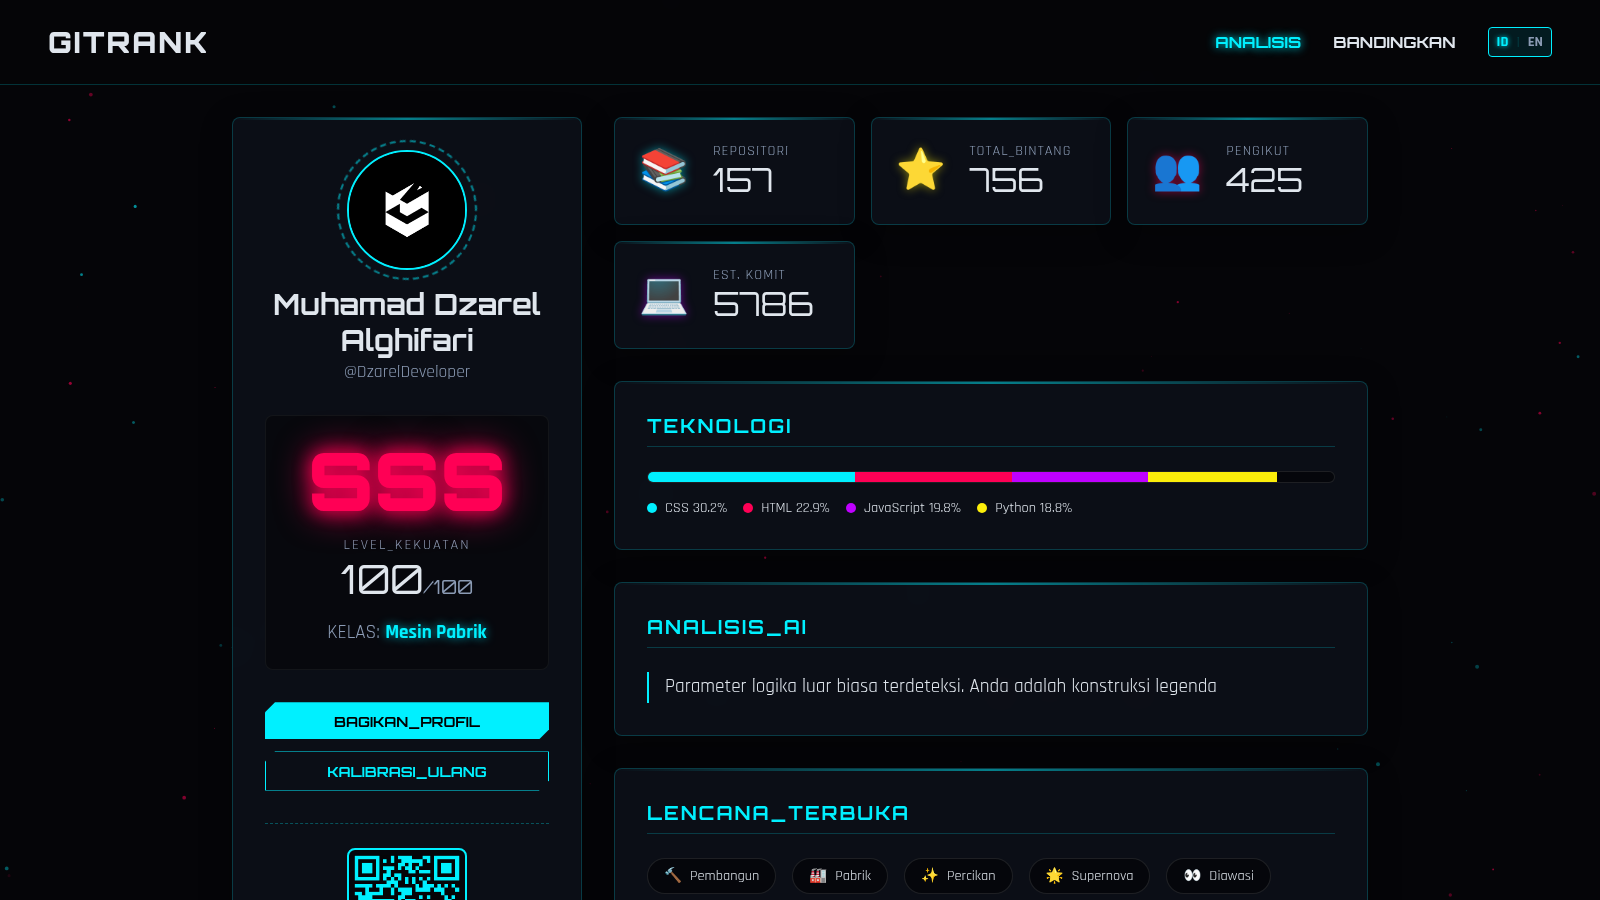 GITRANK
ANALISIS
BANDINGKAN
ID | EN
Muhamad Dzarel
Alghifari
@DzarelDeveloper
SSS
LEVEL_KEKUATAN
100/100
KELAS: Mesin Pabrik
BAGIKAN_PROFIL
KALIBRASI_ULANG
REPOSITORI
157
TOTAL_BINTANG
756
PENGIKUT
425
EST. KOMIT
5786
TEKNOLOGI
CSS 30.2%
HTML 22.9%
JavaScript 19.8%
Python 18.8%
ANALISIS_AI
Parameter logika luar biasa terdeteksi. Anda adalah konstruksi legenda
LENCANA_TERBUKA
Pembangun
Pabrik
Percikan
Supernova
Diawasi